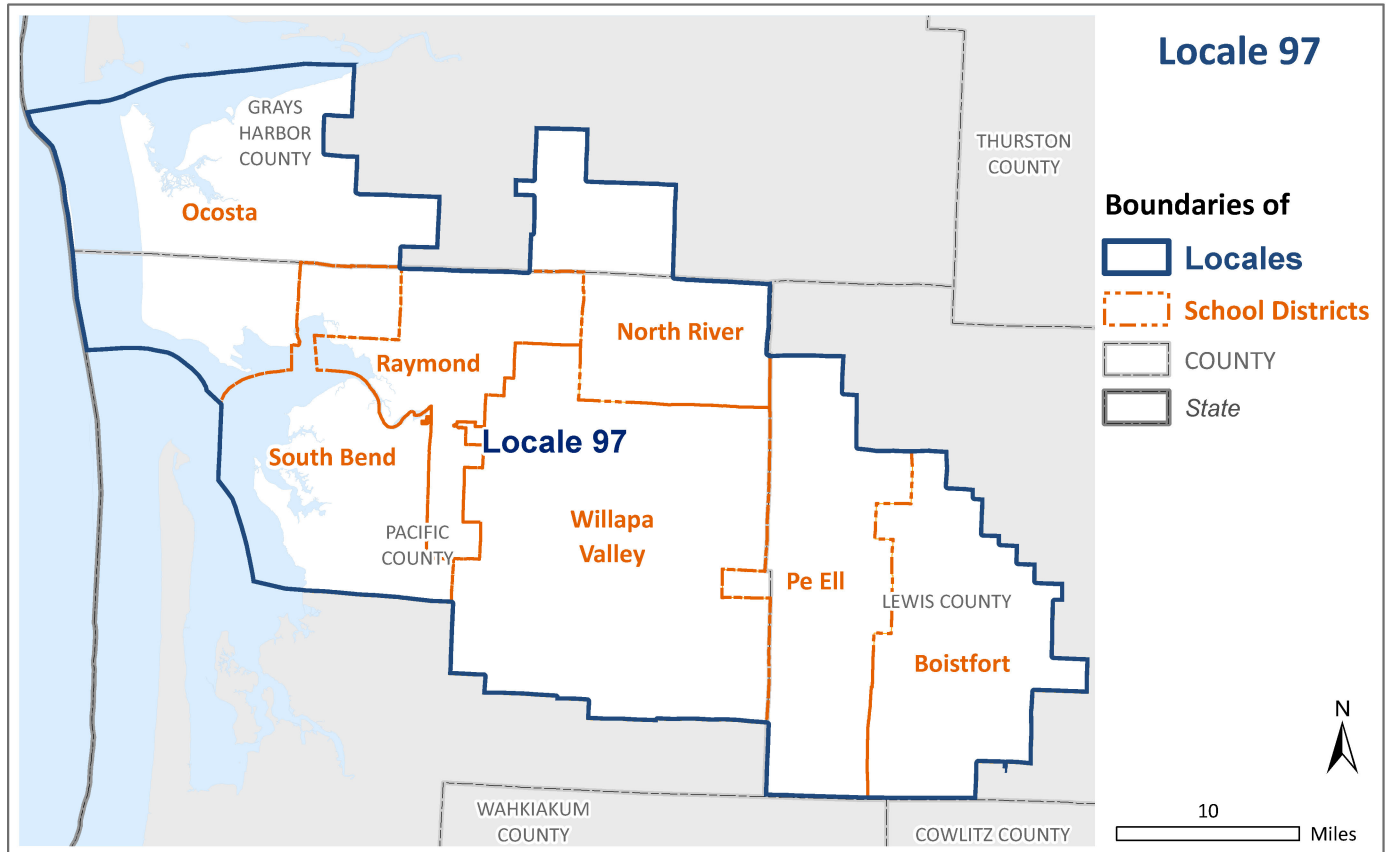 Locale 97
GRAYS
HARBOR
COUNTY
THURSTON
COUNTY
Ocosta
Boundaries of
Locales
School Districts
COUNTY
State
North River
Raymond
Locale 97
South Bend
Willapa
Valley
PACIFIC
COUNTY
Pe Ell
LEWIS COUNTY
Boistfort
N
WAHKIAKUM
COUNTY
COWLITZ COUNTY
10
Miles